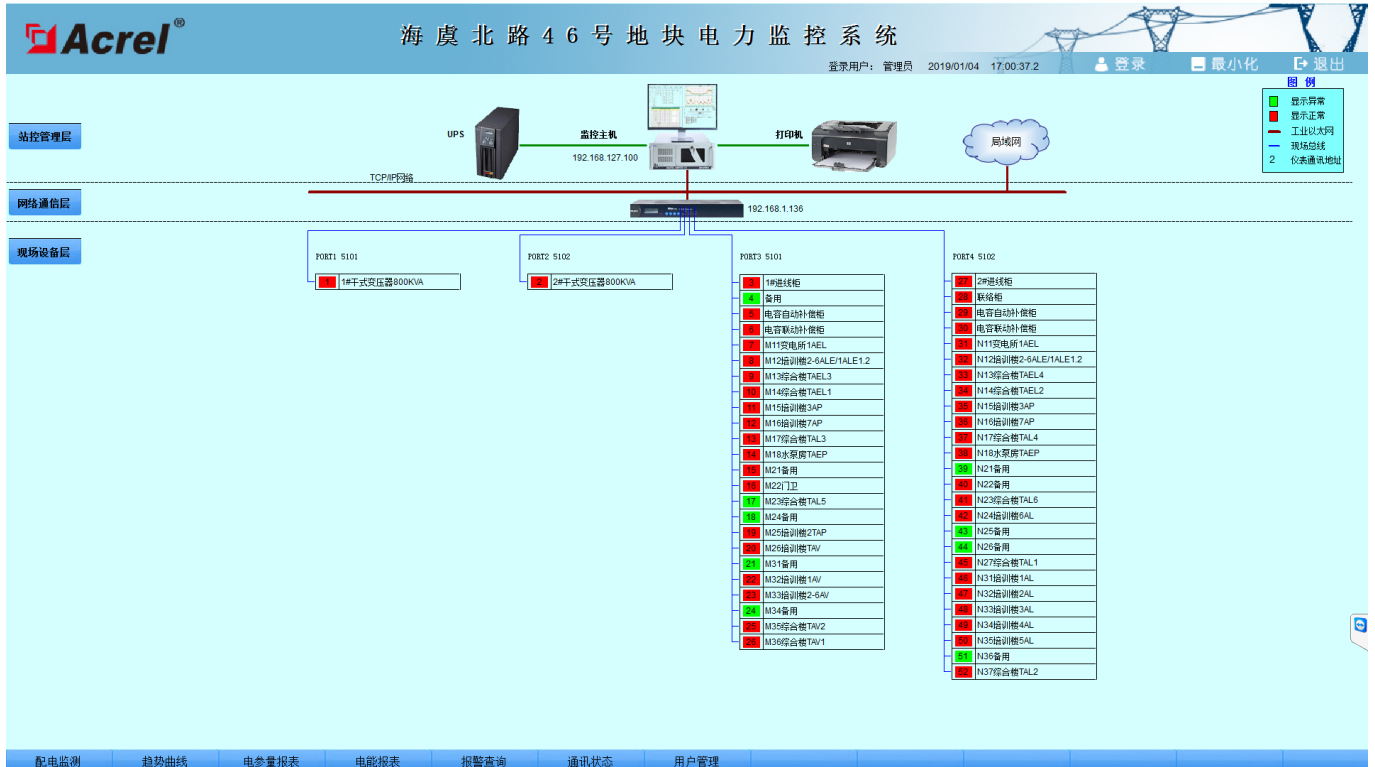 Acrel®
海虞北路46号地块电力监控系统
登录用户: 管理员 2019/01/04 17:00:37.2
登录 最小化 退出
图 例
显示异常
显示正常
工业以太网
现场总线
2 仪表通讯地址
站控管理层
UPS
监控主机
打印机
局域网
192.168.127.100
TCP/IP网络
网络通信层
192.168.1.136
现场设备层
PORT1 5101
1 1#干式变压器800KVA
PORT2 5102
2 2#干式变压器800KVA
PORT3 5101
3 1#进线柜
4 备用
5 电容自动补偿柜
6 电容联动补偿柜
7 M11变电所1AEL
8 M12培训楼2-6ALE/1ALE1.2
9 M13综合楼TAEL3
10 M14综合楼TAEL1
11 M15培训楼3AP
12 M16培训楼7AP
13 M17综合楼TAL3
14 M18水泵房TAEP
15 M21备用
16 M22门卫
17 M23综合楼TAL5
18 M24备用
19 M25培训楼2TAP
20 M26培训楼TAV
21 M31备用
22 M32培训楼1AV
23 M33培训楼2-6AV
24 M34备用
25 M35综合楼TAV2
26 M36综合楼TAV1
PORT4 5102
27 2#进线柜
28 联络柜
29 电容自动补偿柜
30 电容联动补偿柜
31 N11变电所1AEL
32 N12培训楼2-6ALE/1ALE1.2
33 N13综合楼TAEL4
34 N14综合楼TAEL2
35 N15培训楼3AP
36 N16培训楼7AP
37 N17综合楼TAL4
38 N18水泵房TAEP
39 N21备用
40 N22备用
41 N23综合楼TAL6
42 N24培训楼6AL
43 N25备用
44 N26备用
45 N27综合楼TAL1
46 N31培训楼1AL
47 N32培训楼2AL
48 N33培训楼3AL
49 N34培训楼4AL
50 N35培训楼5AL
51 N36备用
52 N37综合楼TAL2
配电监测 趋势曲线 电参量报表 电能报表 报警查询 通讯状态 用户管理